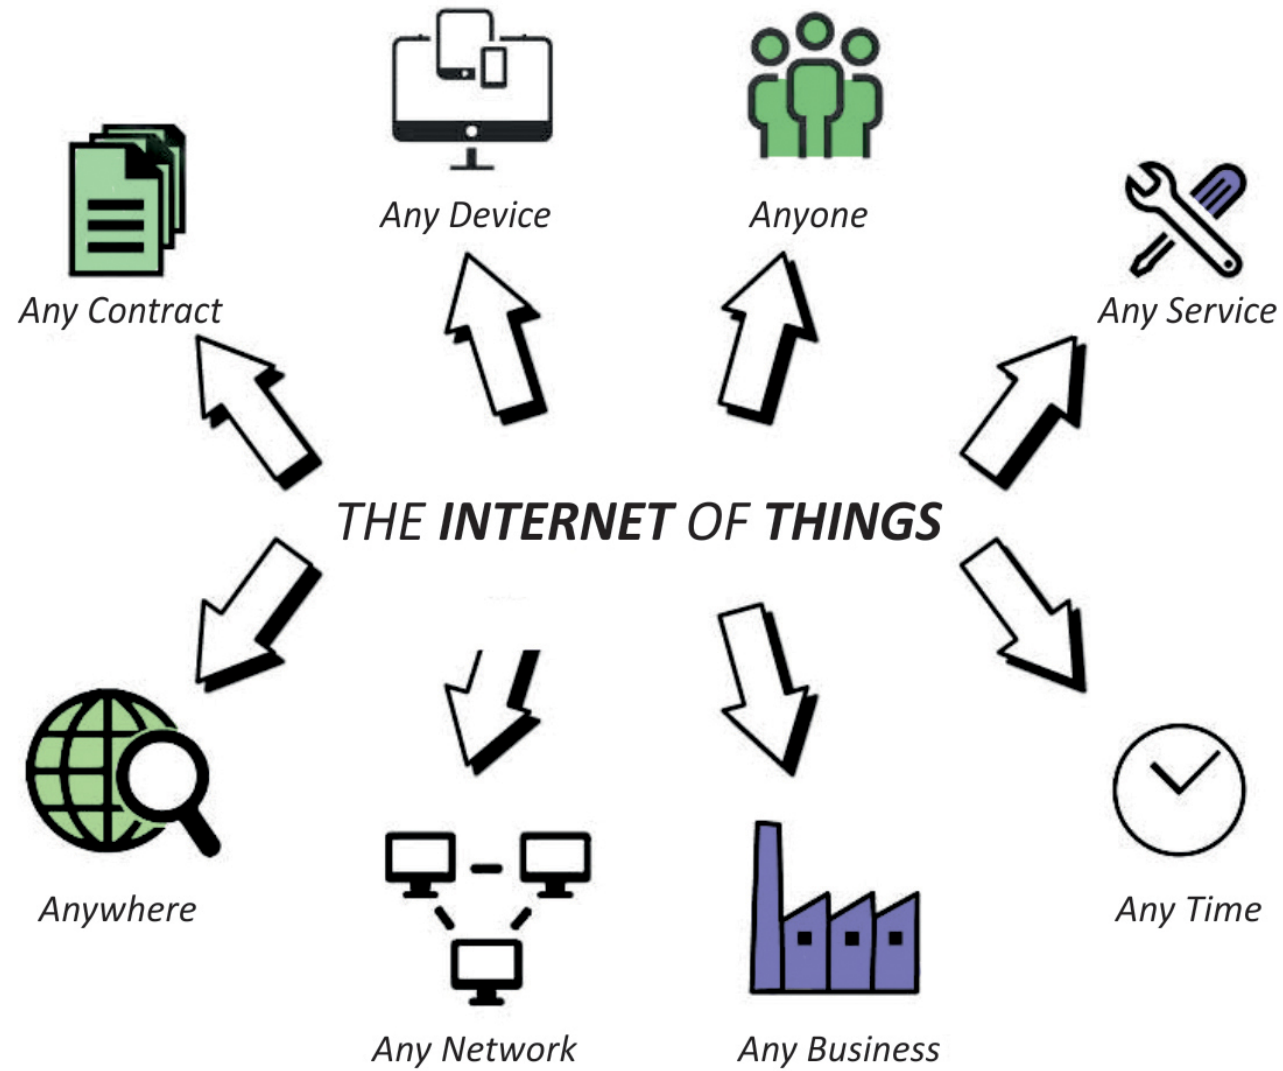 Any Device
Anyone
Any Contract
Any Service
THE INTERNET OF THINGS
Anywhere
Any Time
Any Network
Any Business